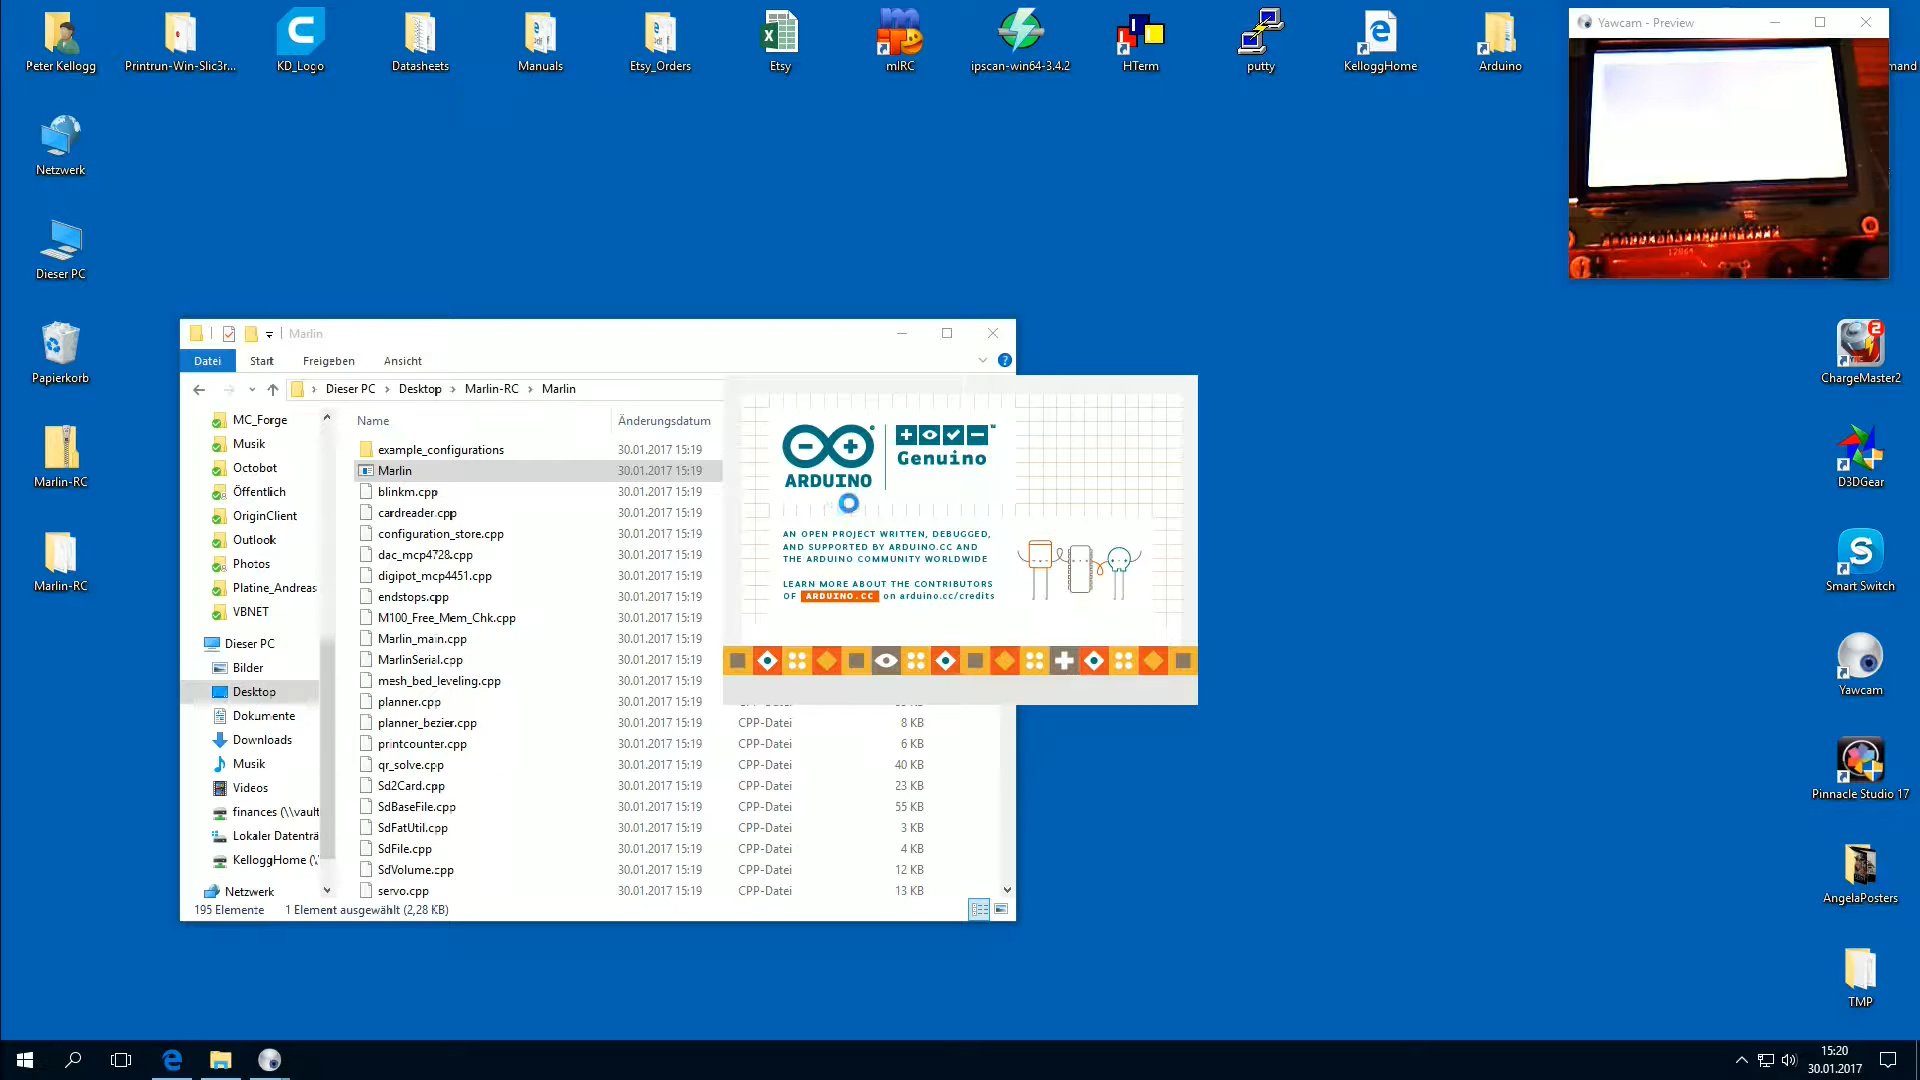 Peter Kellogg
Printrun-Win-Slic3r...
KD_Logo
Datasheets
Manuals
Etsy_Orders
Etsy
mIRC
ipscan-win64-3.4.2
HTerm
putty
KelloggHome
Arduino
mand
Yawcam - Preview
12864
Netzwerk
Dieser PC
Papierkorb
Marlin-RC
Marlin-RC
Marlin
Datei
Start
Freigeben
Ansicht
Dieser PC
Desktop
Marlin-RC
Marlin
MC_Forge
Musik
Octobot
Öffentlich
OriginClient
Outlook
Photos
Platine_Andreas
VBNET
Dieser PC
Bilder
Desktop
Dokumente
Downloads
Musik
Videos
finances (\\vault
Lokaler Datenträ
KelloggHome (\
Netzwerk
Name Änderungsdatum
example_configurations 30.01.2017 15:19
Marlin 30.01.2017 15:19
blinkm.cpp 30.01.2017 15:19
cardreader.cpp 30.01.2017 15:19
configuration_store.cpp 30.01.2017 15:19
dac_mcp4728.cpp 30.01.2017 15:19
digipot_mcp4451.cpp 30.01.2017 15:19
endstops.cpp 30.01.2017 15:19
M100_Free_Mem_Chk.cpp 30.01.2017 15:19
Marlin_main.cpp 30.01.2017 15:19
MarlinSerial.cpp 30.01.2017 15:19
mesh_bed_leveling.cpp 30.01.2017 15:19
planner.cpp 30.01.2017 15:19
planner_bezier.cpp 30.01.2017 15:19 CPP-Datei 8 KB
printcounter.cpp 30.01.2017 15:19 CPP-Datei 6 KB
qr_solve.cpp 30.01.2017 15:19 CPP-Datei 40 KB
Sd2Card.cpp 30.01.2017 15:19 CPP-Datei 23 KB
SdBaseFile.cpp 30.01.2017 15:19 CPP-Datei 55 KB
SdFatUtil.cpp 30.01.2017 15:19 CPP-Datei 3 KB
SdFile.cpp 30.01.2017 15:19 CPP-Datei 4 KB
SdVolume.cpp 30.01.2017 15:19 CPP-Datei 12 KB
servo.cpp 30.01.2017 15:19 CPP-Datei 13 KB
195 Elemente 1 Element ausgewählt (2,28 KB)
ARDUINO
Genuino™
AN OPEN PROJECT WRITTEN, DEBUGGED,
AND SUPPORTED BY ARDUINO.CC AND
THE ARDUINO COMMUNITY WORLDWIDE
LEARN MORE ABOUT THE CONTRIBUTORS
OF ARDUINO.CC on arduino.cc/credits
2
ChargeMaster2
D3DGear
Smart Switch
Yawcam
Pinnacle Studio 17
AngelaPosters
TMP
15:20
30.01.2017